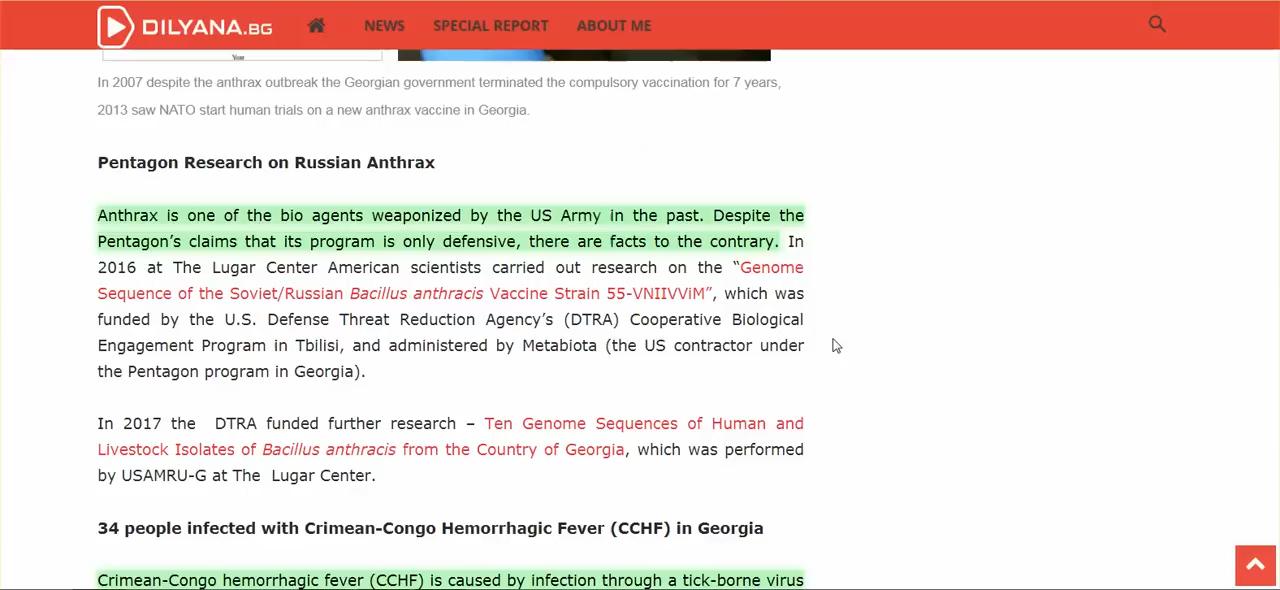 DILYANA.BG NEWS SPECIAL REPORT ABOUT ME
Year
In 2007 despite the anthrax outbreak the Georgian government terminated the compulsory vaccination for 7 years,
2013 saw NATO start human trials on a new anthrax vaccine in Georgia.
Pentagon Research on Russian Anthrax
Anthrax is one of the bio agents weaponized by the US Army in the past. Despite the
Pentagon’s claims that its program is only defensive, there are facts to the contrary. In
2016 at The Lugar Center American scientists carried out research on the “Genome
Sequence of the Soviet/Russian Bacillus anthracis Vaccine Strain 55-VNIIVViM”, which was
funded by the U.S. Defense Threat Reduction Agency’s (DTRA) Cooperative Biological
Engagement Program in Tbilisi, and administered by Metabiota (the US contractor under
the Pentagon program in Georgia).
In 2017 the DTRA funded further research – Ten Genome Sequences of Human and
Livestock Isolates of Bacillus anthracis from the Country of Georgia, which was performed
by USAMRU-G at The Lugar Center.
34 people infected with Crimean-Congo Hemorrhagic Fever (CCHF) in Georgia
Crimean-Congo hemorrhagic fever (CCHF) is caused by infection through a tick-borne virus